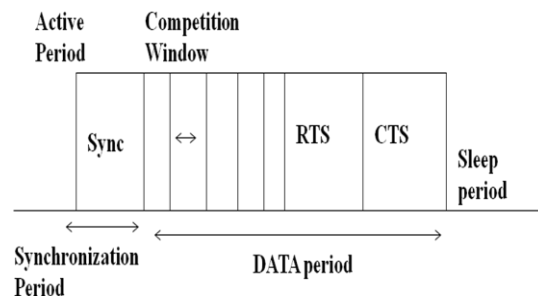 Active
Period
Competition
Window
Sync
RTS
CTS
Sleep
period
Synchronization
Period
DATA period